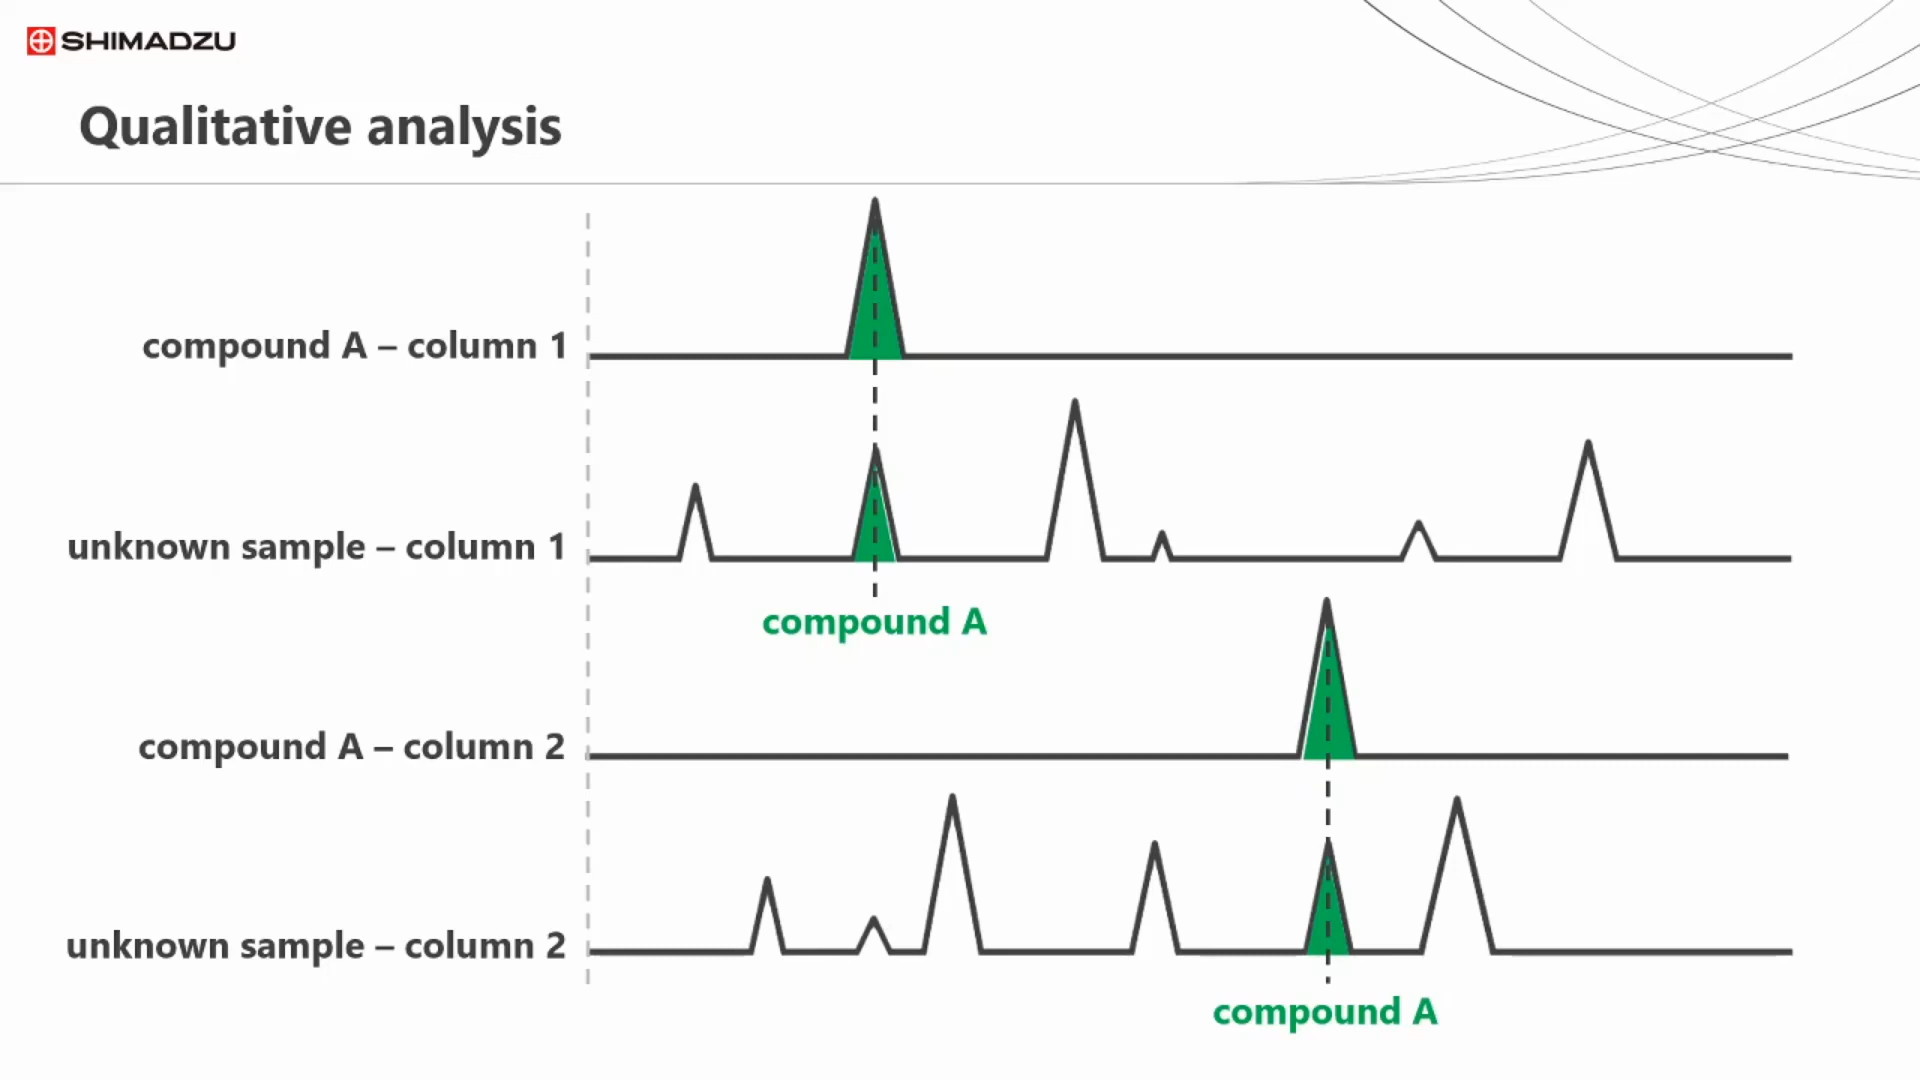 SHIMADZU
Qualitative analysis
compound A – column 1
unknown sample – column 1
compound A
compound A – column 2
unknown sample – column 2
compound A